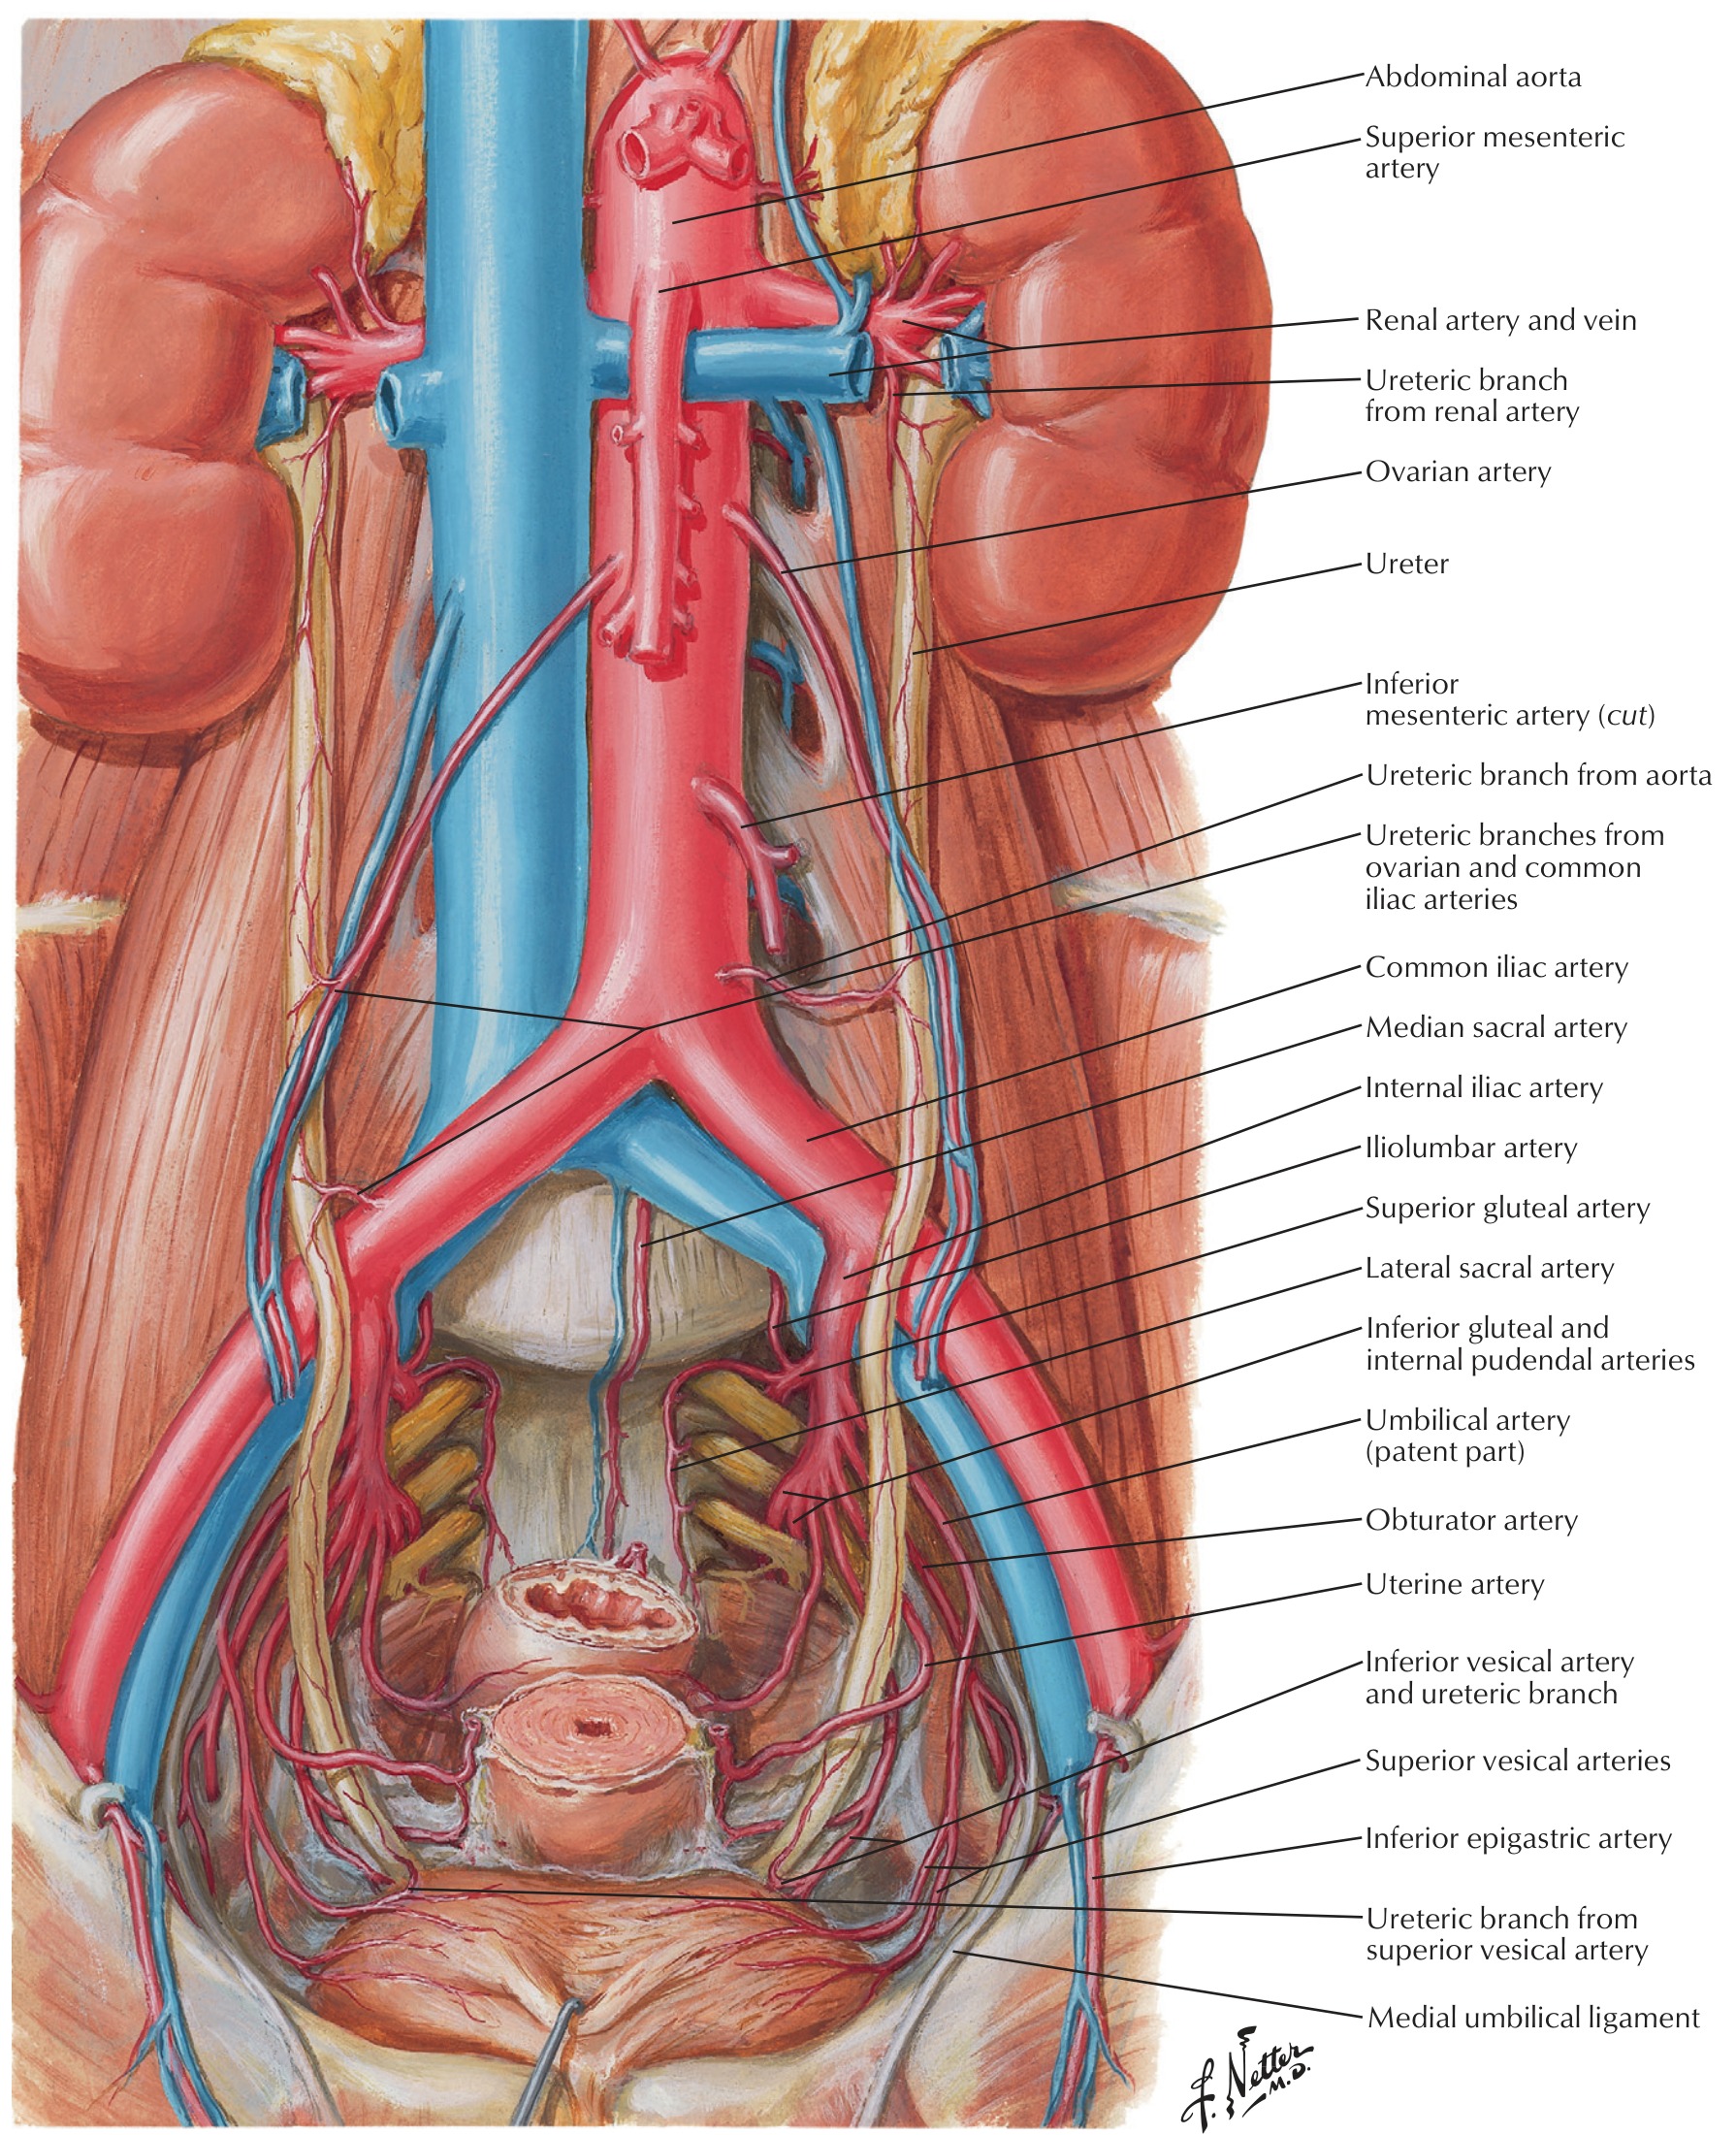 Abdominal aorta
Superior mesenteric
artery
Renal artery and vein
Ureteric branch
from renal artery
Ovarian artery
Ureter
Inferior
mesenteric artery (cut)
Ureteric branch from aorta
Ureteric branches from
ovarian and common
iliac arteries
Common iliac artery
Median sacral artery
Internal iliac artery
Iliolumbar artery
Superior gluteal artery
Lateral sacral artery
Inferior gluteal and
internal pudendal arteries
Umbilical artery
(patent part)
Obturator artery
Uterine artery
Inferior vesical artery
and ureteric branch
Superior vesical arteries
Inferior epigastric artery
Ureteric branch from
superior vesical artery
Medial umbilical ligament
F. Netter
M.D.